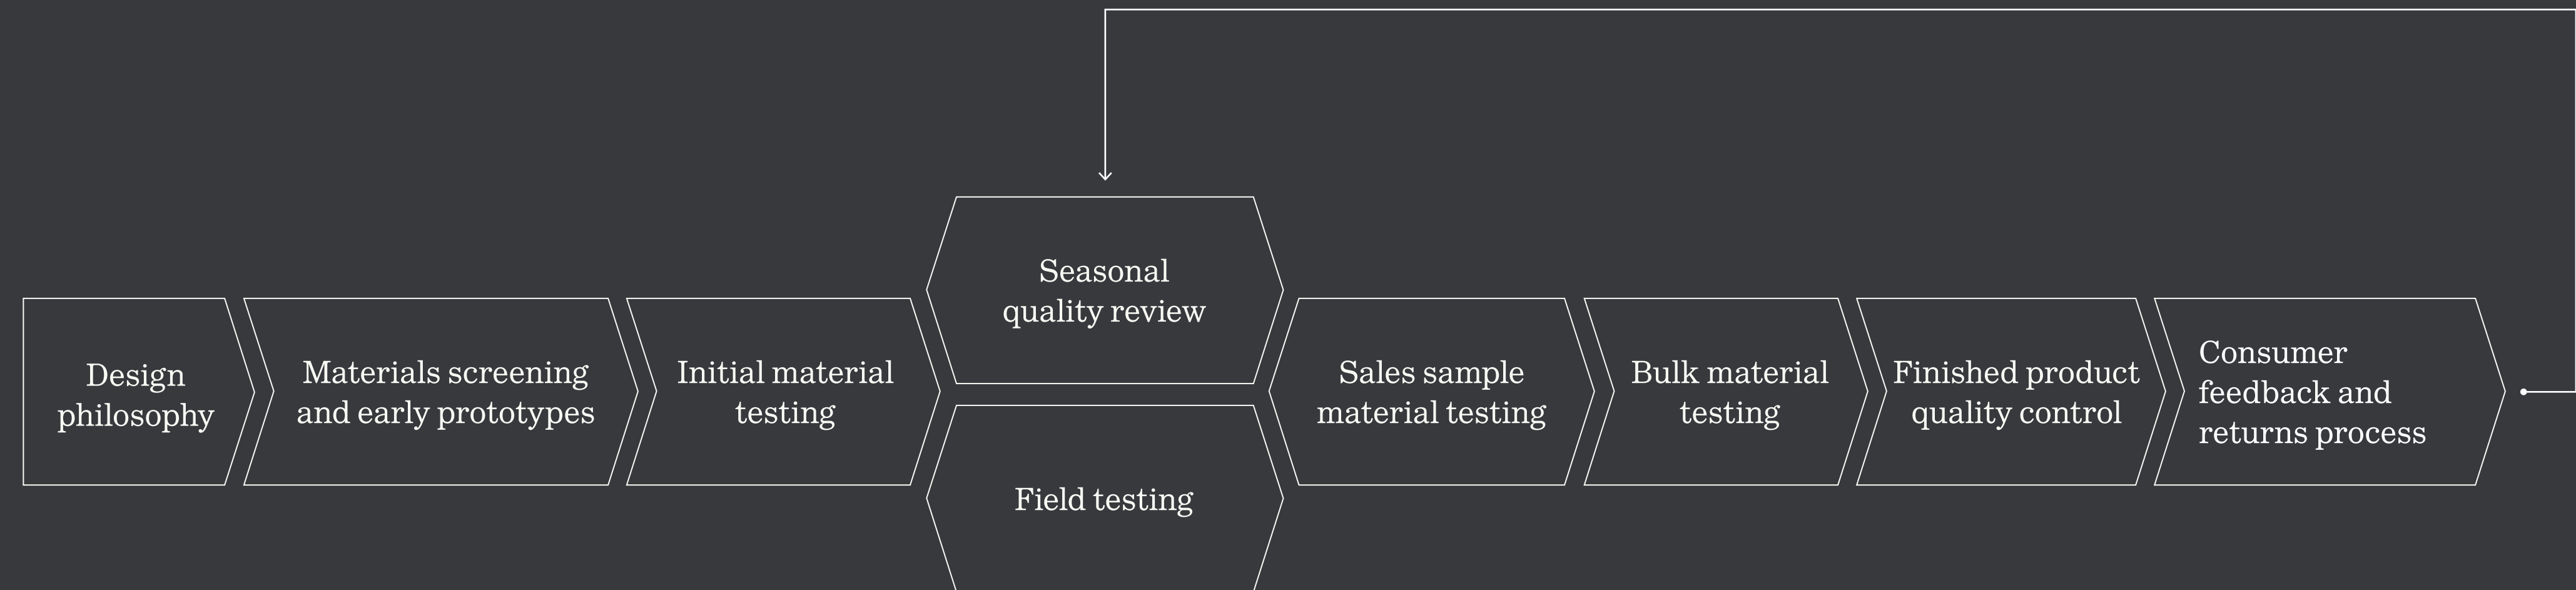 Design
philosophy
Materials screening
and early prototypes
Initial material
testing
Seasonal
quality review
Field testing
Sales sample
material testing
Bulk material
testing
Finished product
quality control
Consumer
feedback and
returns process